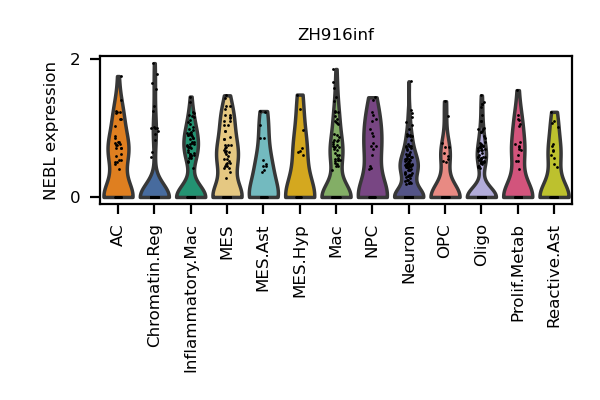 ZH916inf
NEBL expression
2
0
AC
Chromatin.Reg
Inflammatory.Mac
MES
MES.Ast
MES.Hyp
Mac
NPC
Neuron
OPC
Oligo
Prolif.Metab
Reactive.Ast